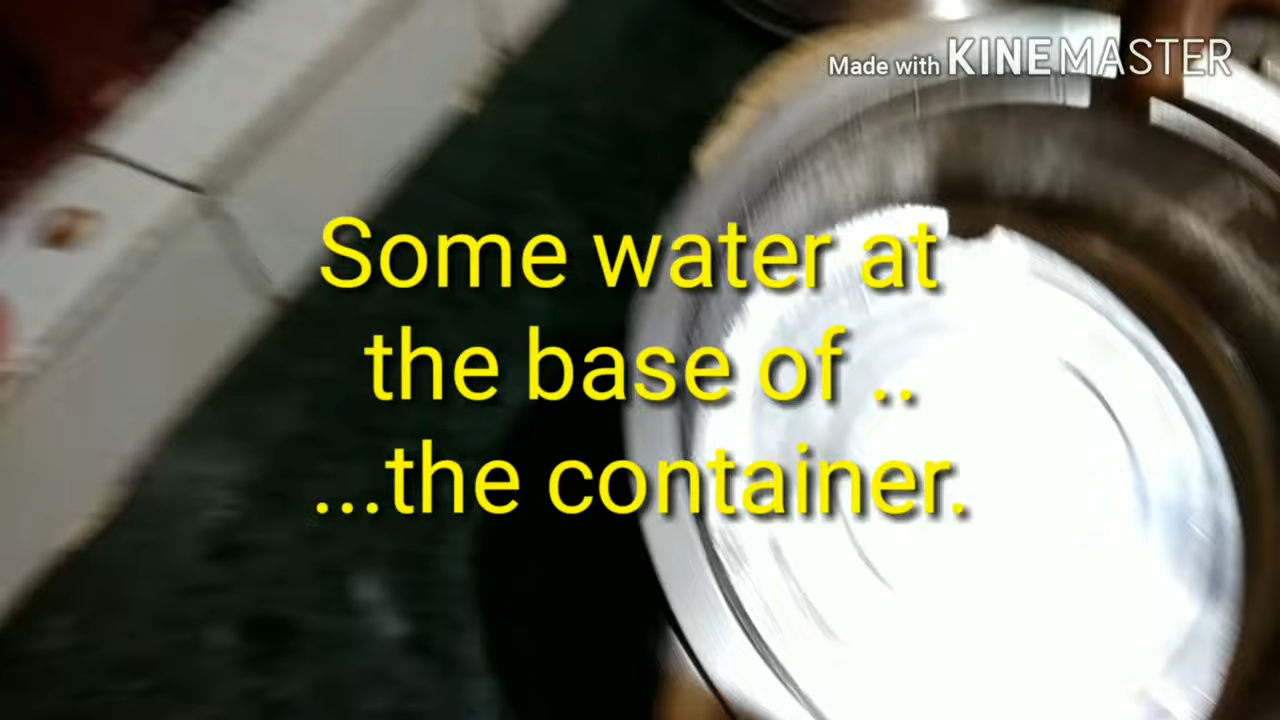 Made with KINEMASTER
Some water at
the base of ..
...the container.